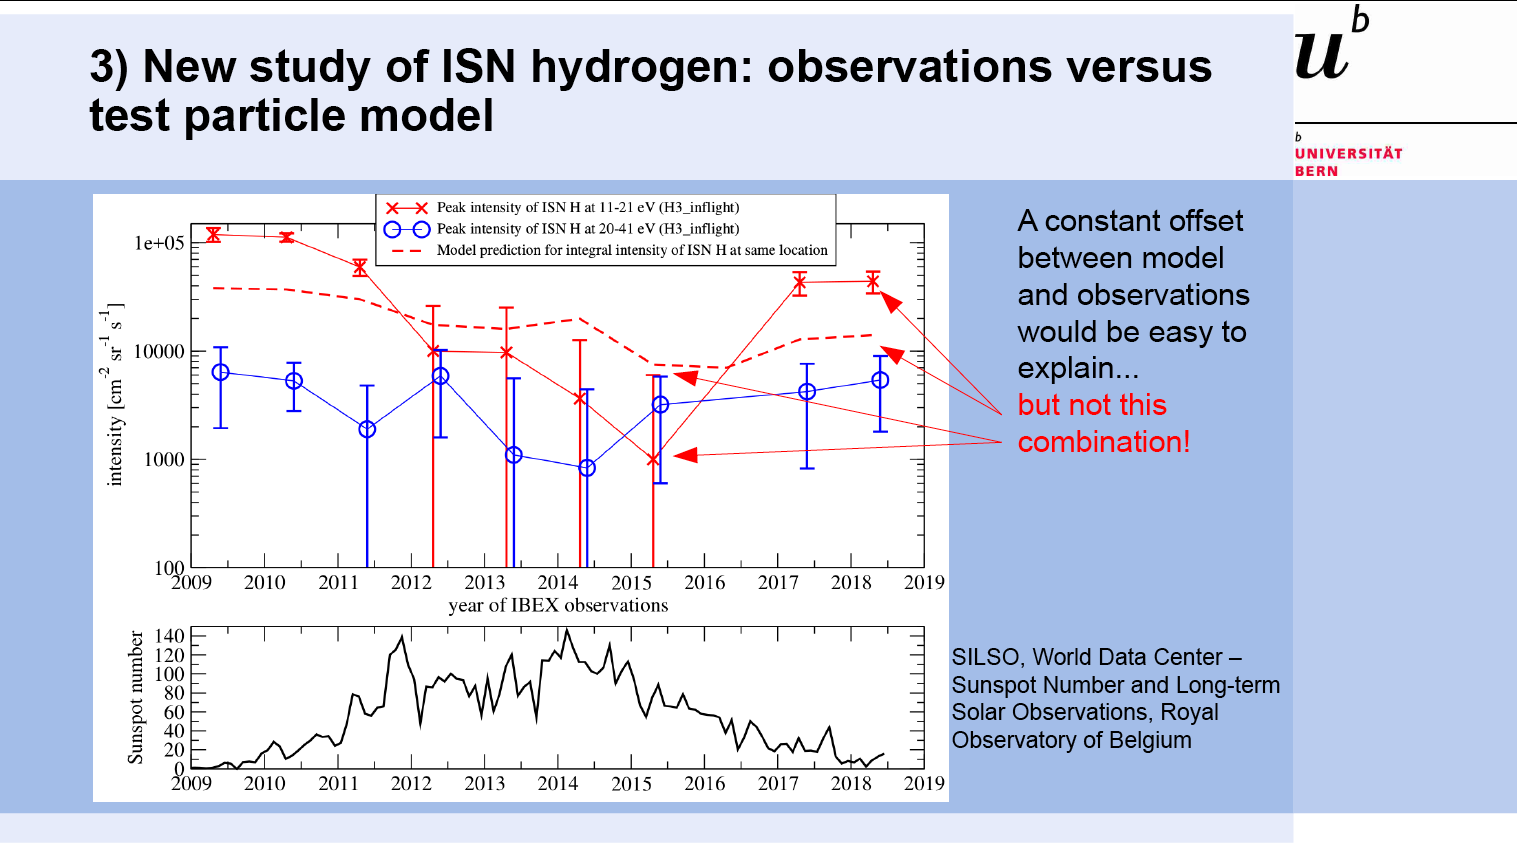 3) New study of ISN hydrogen: observations versus
test particle model
u
b
b
UNIVERSITÄT
BERN
Peak intensity of ISN H at 11-21 eV (H3_inflight)
Peak intensity of ISN H at 20-41 eV (H3_inflight)
Model prediction for integral intensity of ISN H at same location
1e+05
10000
1000
100
intensity [cm-2 sr-1 s-1]
2009 2010 2011 2012 2013 2014 2015 2016 2017 2018 2019
year of IBEX observations
A constant offset
between model
and observations
would be easy to
explain...
but not this
combination!
140
120
100
80
60
40
20
0
Sunspot number
2009 2010 2011 2012 2013 2014 2015 2016 2017 2018 2019
SILSO, World Data Center –
Sunspot Number and Long-term
Solar Observations, Royal
Observatory of Belgium